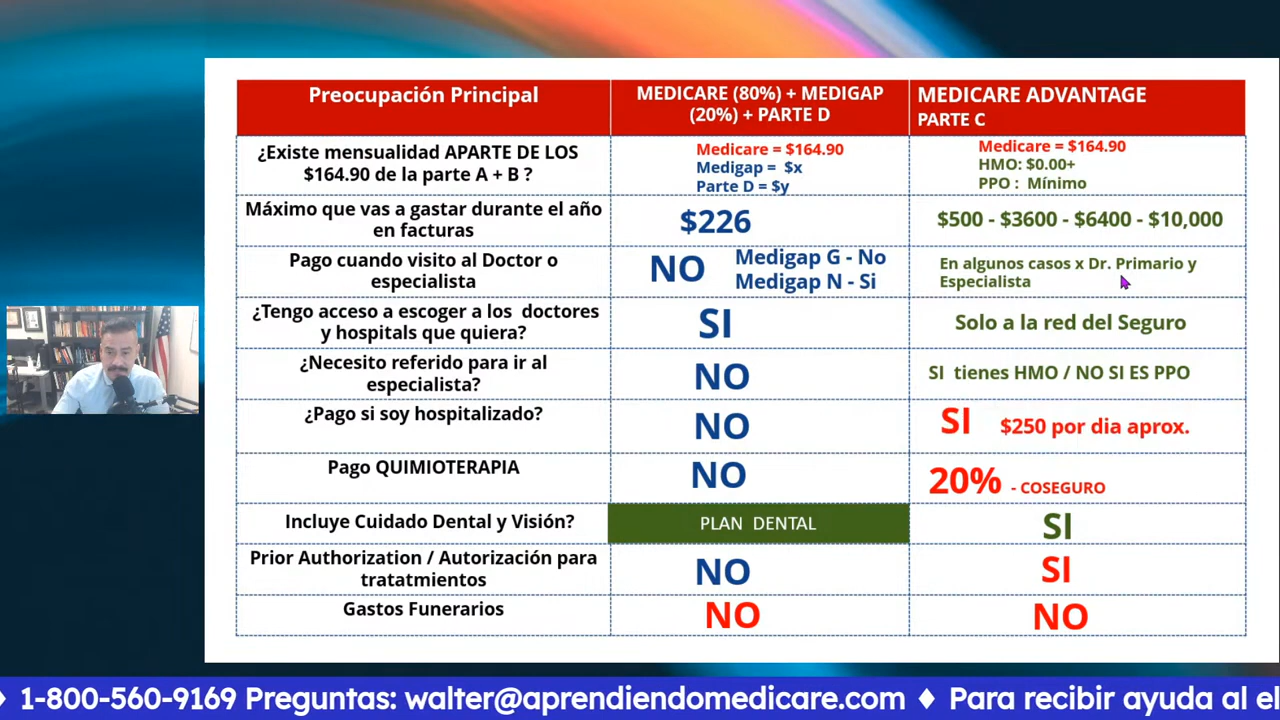 Preocupación Principal
MEDICARE (80%) + MEDIGAP
(20%) + PARTE D
MEDICARE ADVANTAGE
PARTE C
¿Existe mensualidad APARTE DE LOS
$164.90 de la parte A + B ?
Medicare = $164.90
Medigap =  $x
Parte D = $y
Medicare = $164.90
HMO: $0.00+
PPO :  Mínimo
Máximo que vas a gastar durante el año
en facturas
$226
$500 - $3600 - $6400 - $10,000
Pago cuando visito al Doctor o
especialista
NO
Medigap G - No
Medigap N - Si
En algunos casos x Dr. Primario y
Especialista
¿Tengo acceso a escoger a los  doctores
y hospitals que quiera?
SI
Solo a la red del Seguro
¿Necesito referido para ir al
especialista?
NO
SI  tienes HMO / NO SI ES PPO
¿Pago si soy hospitalizado?
NO
SI $250 por dia aprox.
Pago QUIMIOTERAPIA
NO
20% - COSEGURO
Incluye Cuidado Dental y Visión?
PLAN  DENTAL
SI
Prior Authorization / Autorización para
tratatmientos
NO
SI
Gastos Funerarios
NO
NO
♦ 1-800-560-9169 Preguntas: walter@aprendiendomedicare.com ♦ Para recibir ayuda al el